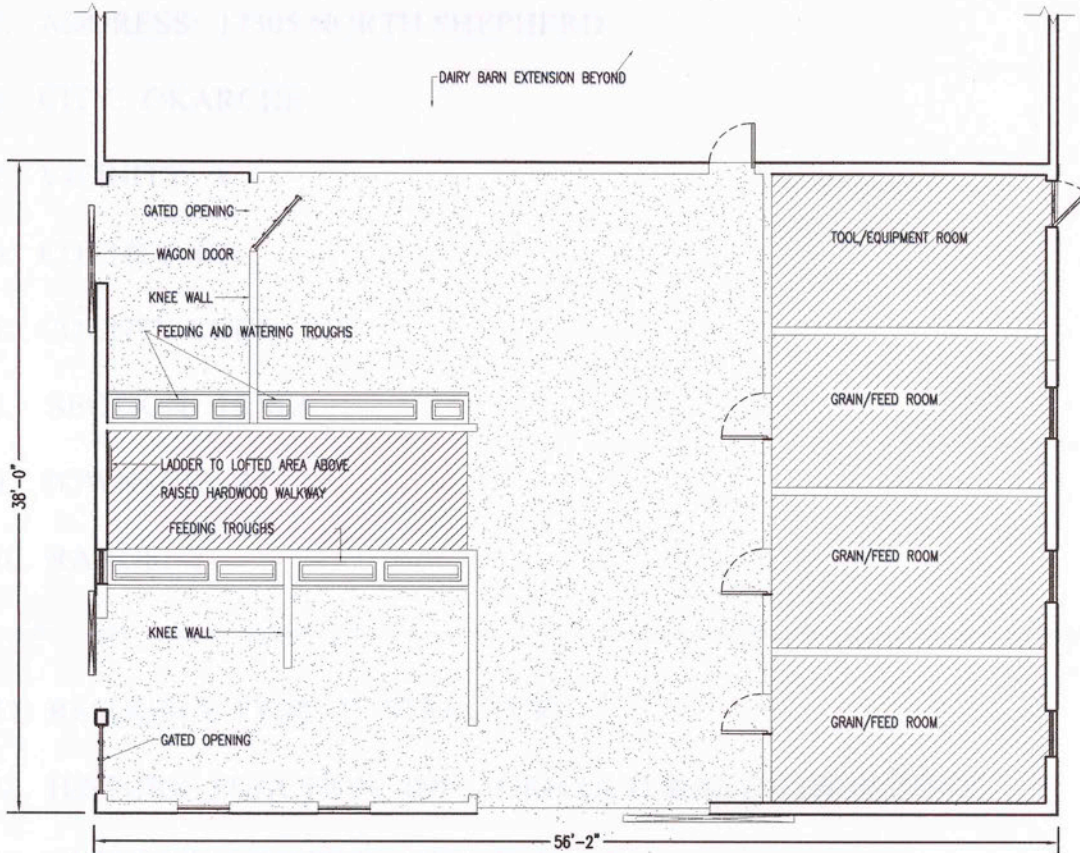 DAIRY BARN EXTENSION BEYOND
GATED OPENING
TOOL/EQUIPMENT ROOM
WAGON DOOR
KNEE WALL
FEEDING AND WATERING TROUGHS
GRAIN/FEED ROOM
LADDER TO LOFTED AREA ABOVE
RAISED HARDWOOD WALKWAY
38'-0"
FEEDING TROUGHS
GRAIN/FEED ROOM
KNEE WALL
GRAIN/FEED ROOM
GATED OPENING
56'-2"